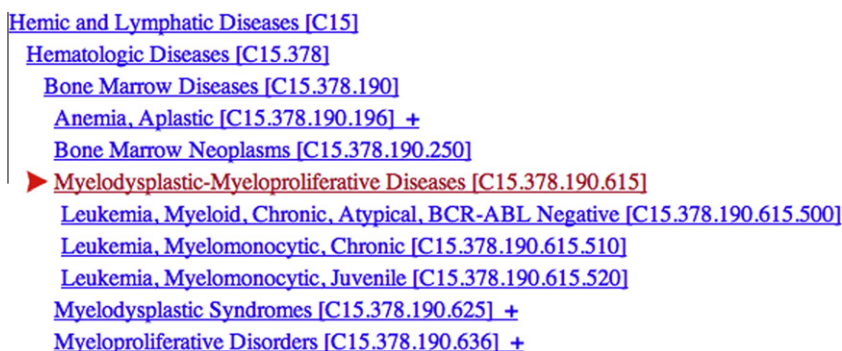 Hemic and Lymphatic Diseases [C15]
Hematologic Diseases [C15.378]
Bone Marrow Diseases [C15.378.190]
Anemia, Aplastic [C15.378.190.196] +
Bone Marrow Neoplasms [C15.378.190.250]
Myelodysplastic-Myeloproliferative Diseases [C15.378.190.615]
Leukemia, Myeloid, Chronic, Atypical, BCR-ABL Negative [C15.378.190.615.500]
Leukemia, Myelomonocytic, Chronic [C15.378.190.615.510]
Leukemia, Myelomonocytic, Juvenile [C15.378.190.615.520]
Myelodysplastic Syndromes [C15.378.190.625] +
Myeloproliferative Disorders [C15.378.190.636] +